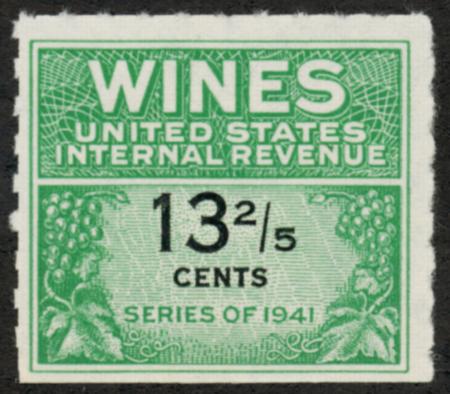 WINES
UNITED STATES
INTERNAL REVENUE
13 2/5
CENTS
SERIES OF 1941